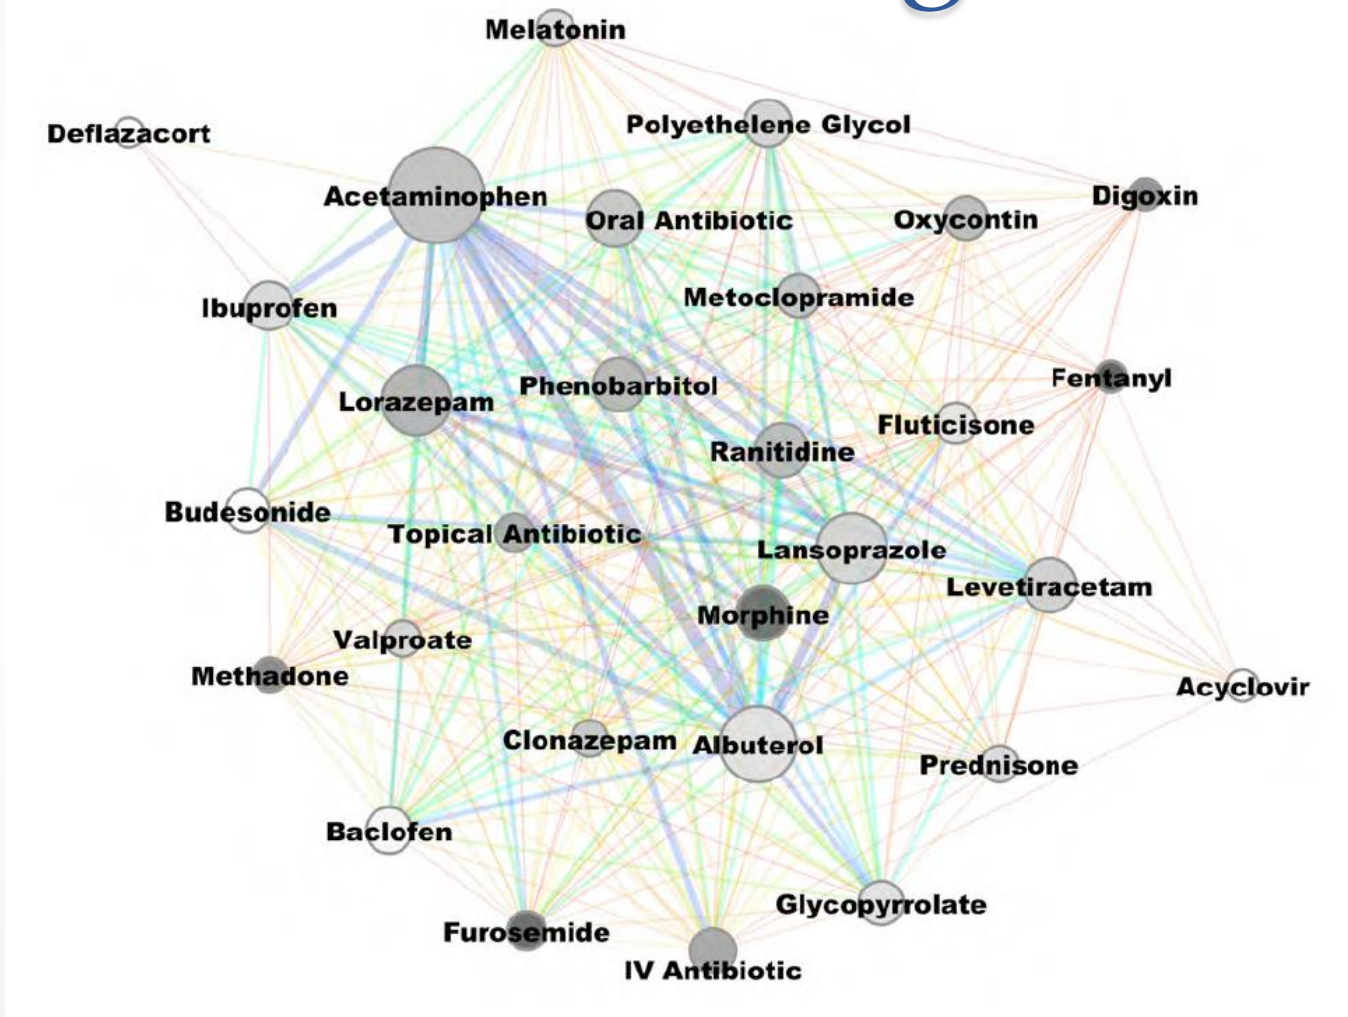 Melatonin
Polyethelene Glycol
Deflazacort
Acetaminophen
Oral Antibiotic
Oxycontin
Digoxin
Ibuprofen
Metoclopramide
Lorazepam
Phenobarbitol
Fentanyl
Fluticisone
Ranitidine
Budesonide
Topical Antibiotic
Lansoprazole
Levetiracetam
Morphine
Valproate
Methadone
Acyclovir
Clonazepam
Albuterol
Prednisone
Baclofen
Glycopyrrolate
Furosemide
IV Antibiotic